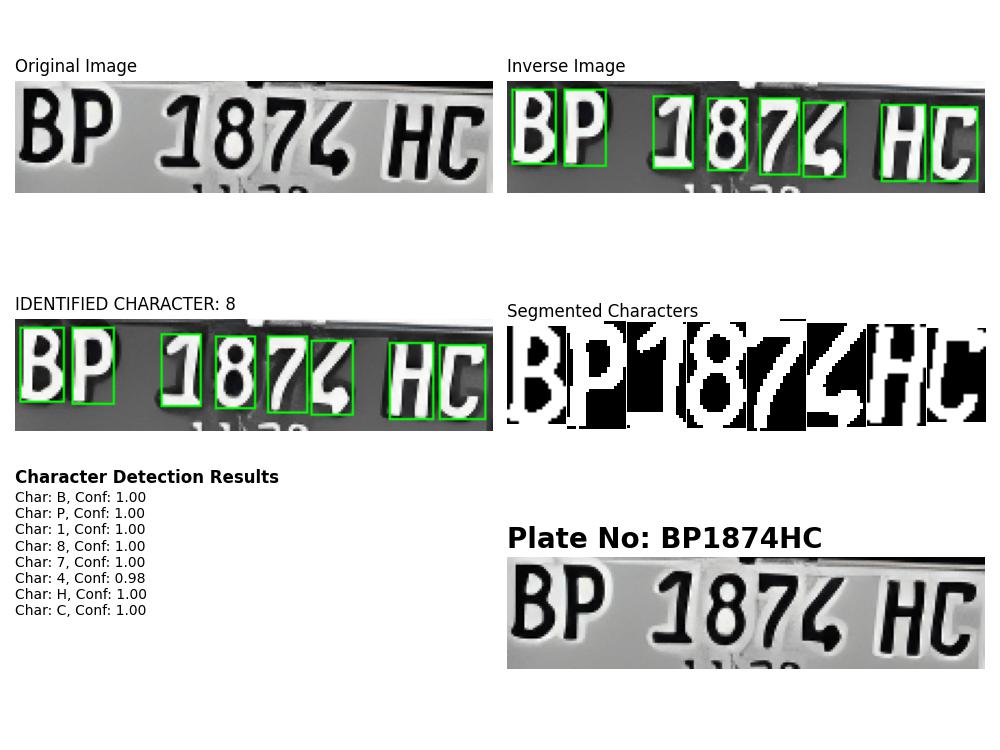 Original Image
BP 1874 HC
Inverse Image
BP 1874 HC
IDENTIFIED CHARACTER: 8
BP 1874 HC
Segmented Characters
BP1874HC
Character Detection Results
Char: B, Conf: 1.00
Char: P, Conf: 1.00
Char: 1, Conf: 1.00
Char: 8, Conf: 1.00
Char: 7, Conf: 1.00
Char: 4, Conf: 0.98
Char: H, Conf: 1.00
Char: C, Conf: 1.00
Plate No: BP1874HC
BP 1874 HC